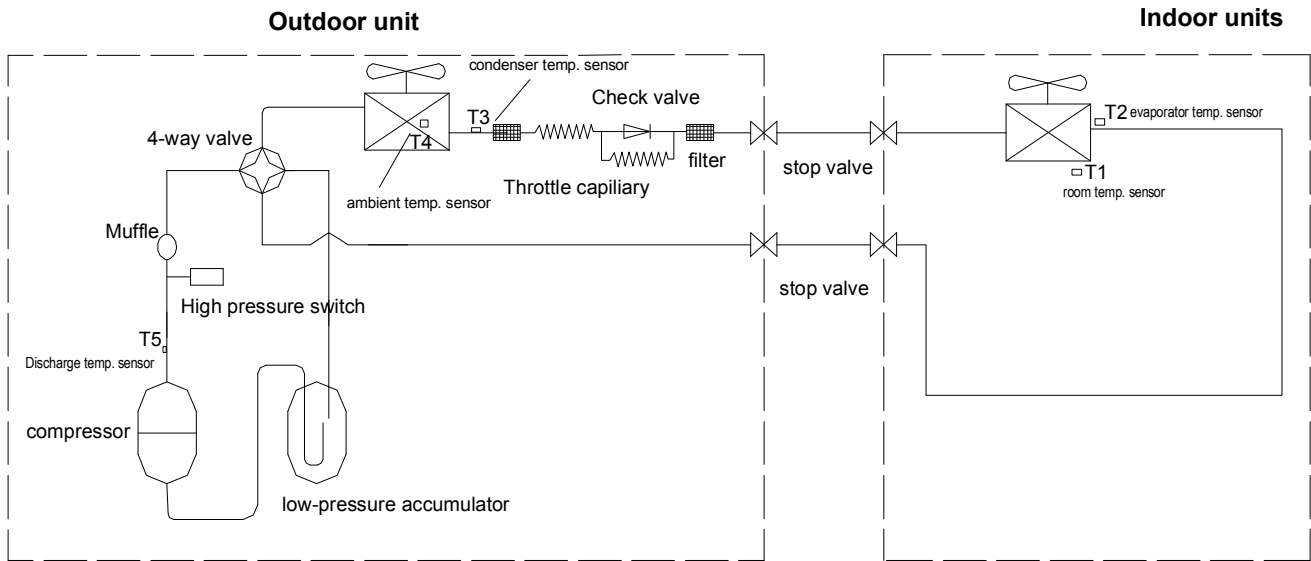 Outdoor unit
Indoor units
condenser temp. sensor
Check valve
T3
T4
T2 evaporator temp. sensor
4-way valve
filter
stop valve
Throttle capiliary
T1
room temp. sensor
ambient temp. sensor
Muffle
High pressure switch
stop valve
T5
Discharge temp. sensor
compressor
low-pressure accumulator